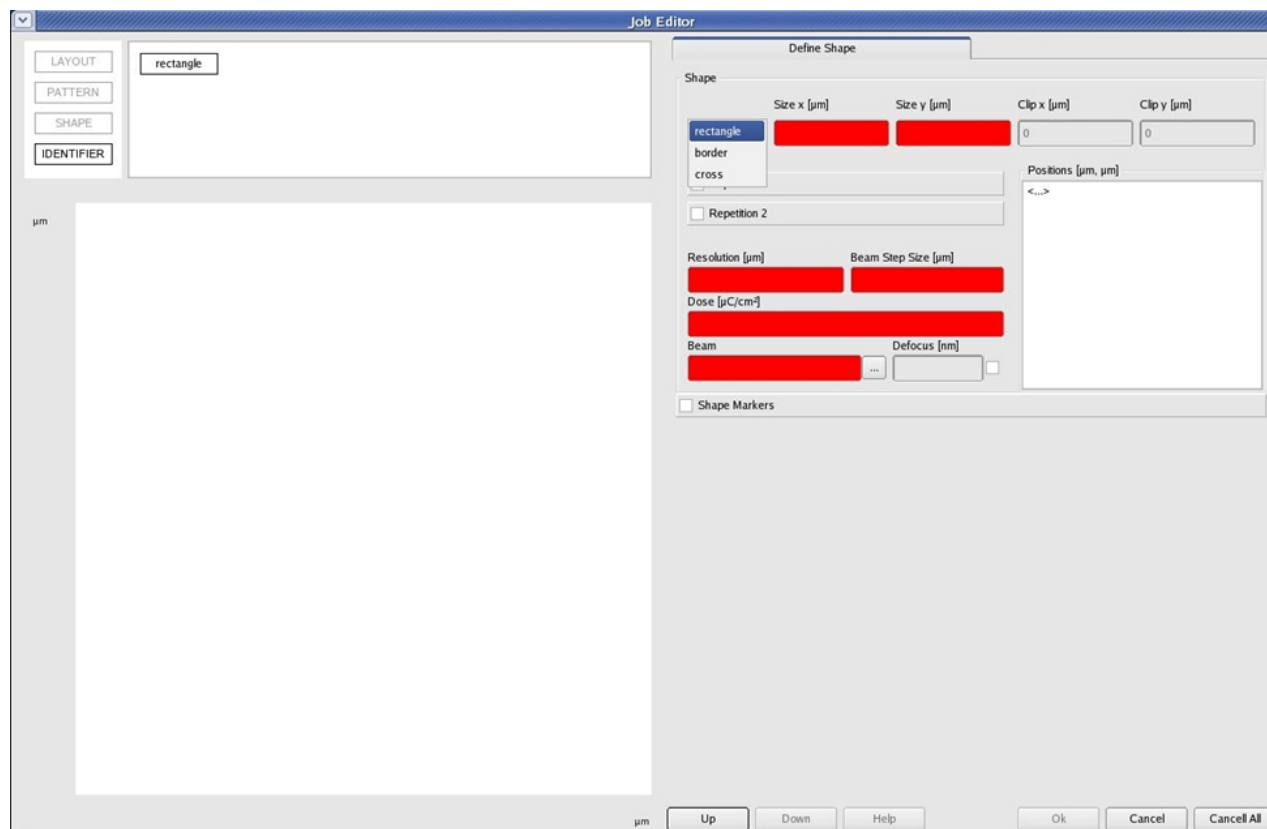 Job Editor
LAYOUT
PATTERN
SHAPE
IDENTIFIER
rectangle
µm
µm
Define Shape
Shape
Size x [µm] Size y [µm] Clip x [µm] Clip y [µm]
rectangle 0 0
border
cross
Positions [µm, µm]
<...>
Repetition 2
Resolution [µm] Beam Step Size [µm]
Dose [µC/cm²]
Beam Defocus [nm]
...
Shape Markers
Up Down Help Ok Cancel Cancell All